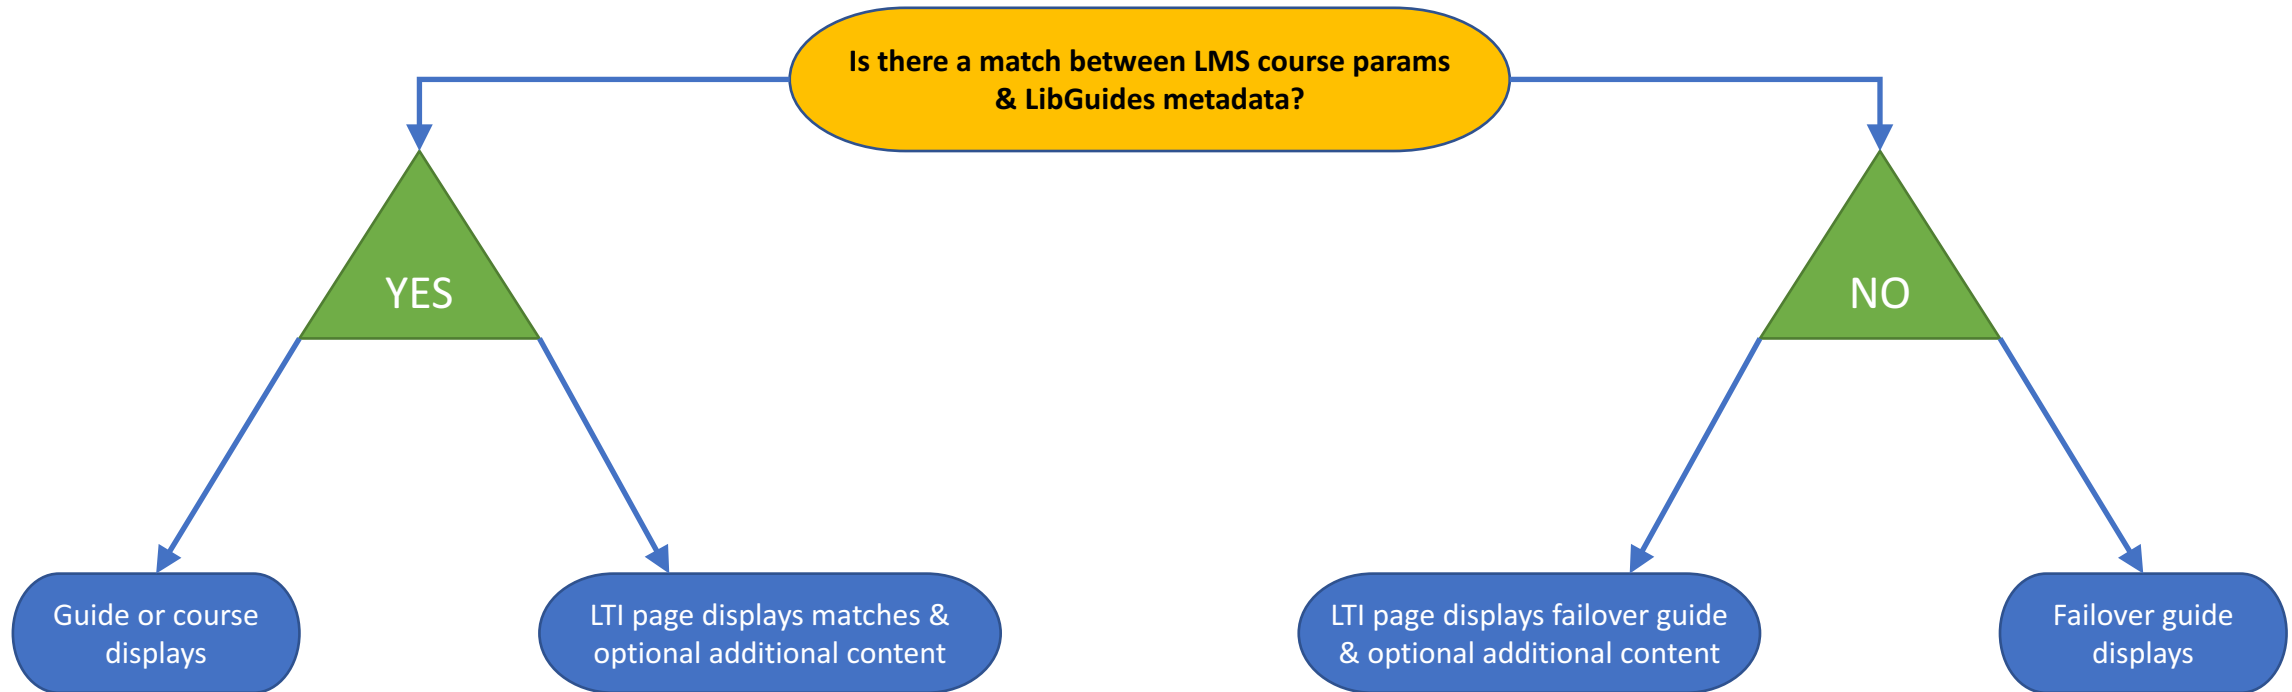 Is there a match between LMS course params
& LibGuides metadata?
YES
NO
Guide or course
displays
LTI page displays matches &
optional additional content
LTI page displays failover guide
& optional additional content
Failover guide
displays